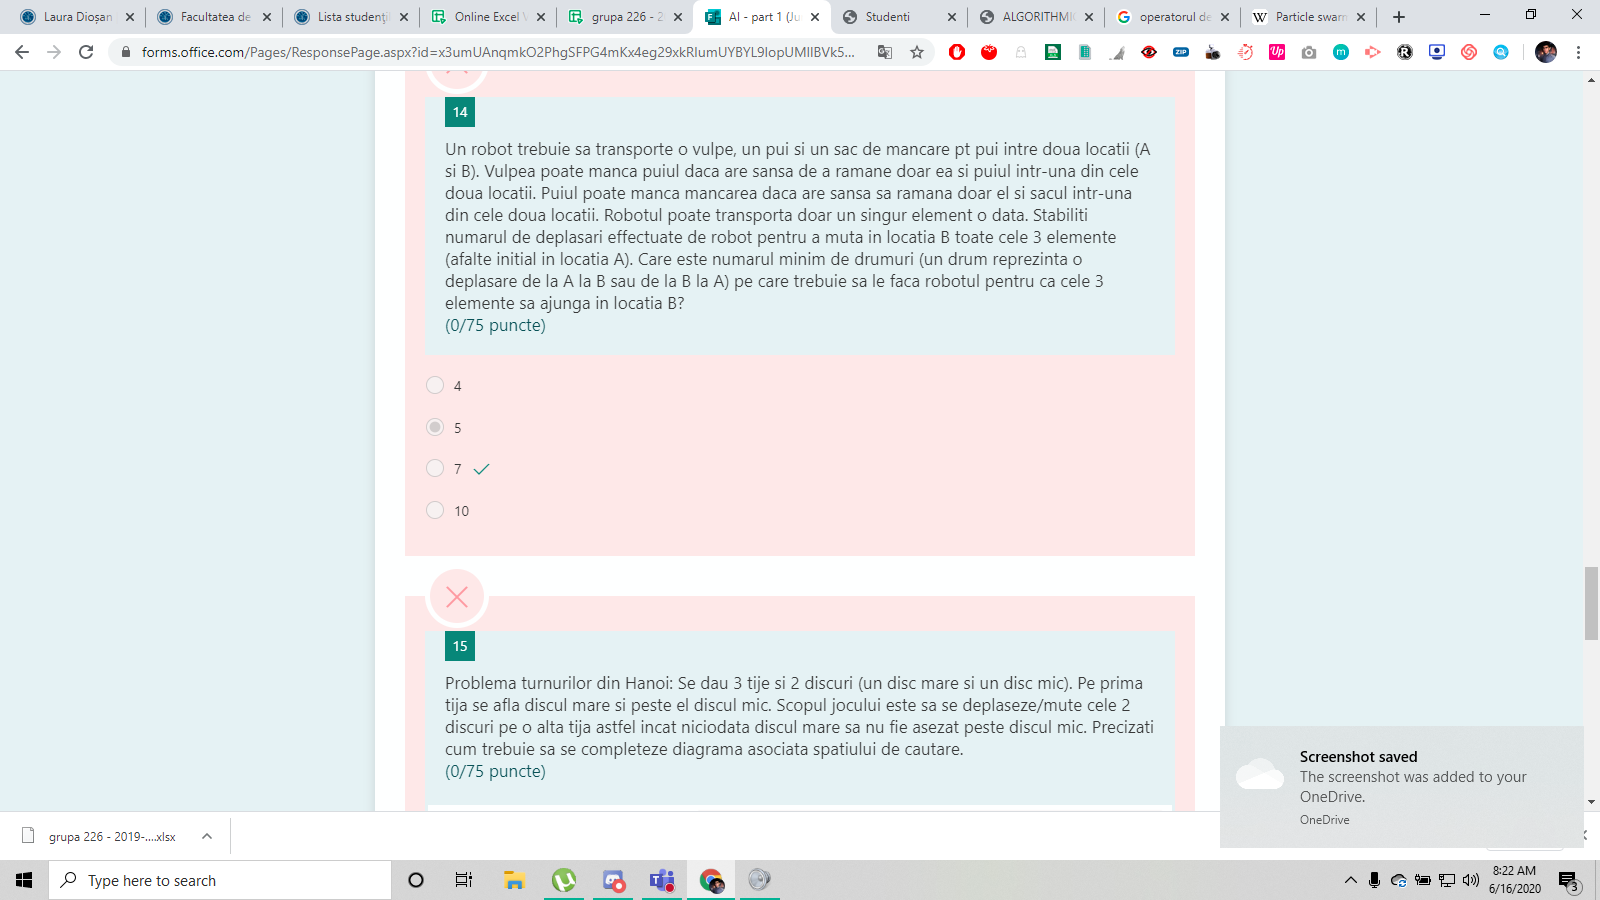 Laura Dioșan
Facultatea de
Lista studenți
Online Excel V
grupa 226 - 2
AI - part 1 (Ju
Studenti
ALGORITHMI
operatorul de
Particle swarm
forms.office.com/Pages/ResponsePage.aspx?id=x3umUAnqmkO2PhgSFPG4mKx4eg29xkRIumUYBYL9IopUMlIBVk5...
14
Un robot trebuie sa transporte o vulpe, un pui si un sac de mancare pt pui intre doua locatii (A
si B). Vulpea poate manca puiul daca are sansa de a ramane doar ea si puiul intr-una din cele
doua locatii. Puiul poate manca mancarea daca are sansa sa ramana doar el si sacul intr-una
din cele doua locatii. Robotul poate transporta doar un singur element o data. Stabiliti
numarul de deplasari effectuate de robot pentru a muta in locatia B toate cele 3 elemente
(afalte initial in locatia A). Care este numarul minim de drumuri (un drum reprezinta o
deplasare de la A la B sau de la B la A) pe care trebuie sa le faca robotul pentru ca cele 3
elemente sa ajunga in locatia B?
(0/75 puncte)
4
5
7
10
15
Problema turnurilor din Hanoi: Se dau 3 tije si 2 discuri (un disc mare si un disc mic). Pe prima
tija se afla discul mare si peste el discul mic. Scopul jocului este sa se deplaseze/mute cele 2
discuri pe o alta tija astfel incat niciodata discul mare sa nu fie asezat peste discul mic. Precizati
cum trebuie sa se completeze diagrama asociata spatiului de cautare.
(0/75 puncte)
Screenshot saved
The screenshot was added to your
OneDrive.
OneDrive
grupa 226 - 2019-....xlsx
Type here to search
8:22 AM
6/16/2020
3